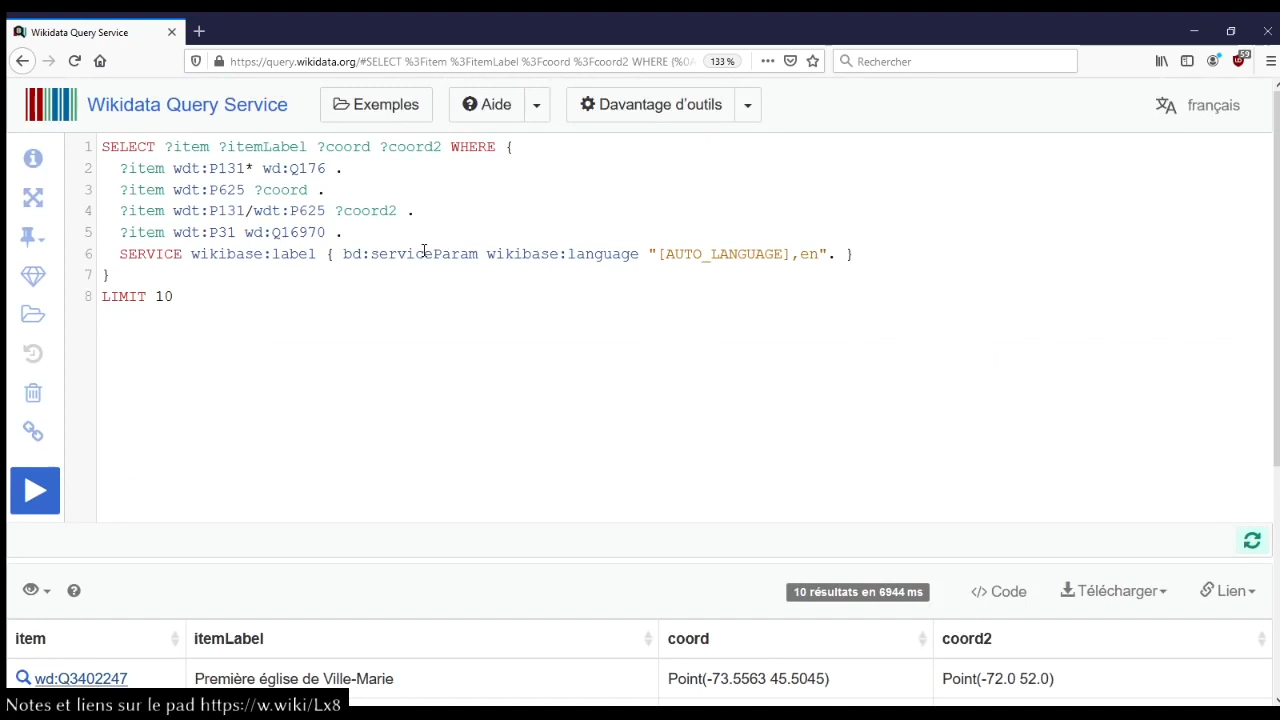 Wikidata Query Service
https://query.wikidata.org/#SELECT %3Fitem %3FitemLabel %3Fcoord %3Fcoord2 WHERE {%0A
133 %
Rechercher
59
Wikidata Query Service
Exemples
Aide
Davantage d'outils
français
1 SELECT ?item ?itemLabel ?coord ?coord2 WHERE {
2 ?item wdt:P131* wd:Q176 .
3 ?item wdt:P625 ?coord .
4 ?item wdt:P131/wdt:P625 ?coord2 .
5 ?item wdt:P31 wd:Q16970 .
6 SERVICE wikibase:label { bd:serviceParam wikibase:language "[AUTO_LANGUAGE],en". }
7 }
8 LIMIT 10
10 résultats en 6944 ms
</> Code
Télécharger
Lien
item itemLabel coord coord2
wd:Q3402247 Première église de Ville-Marie Point(-73.5563 45.5045) Point(-72.0 52.0)
Notes et liens sur le pad https://w.wiki/Lx8